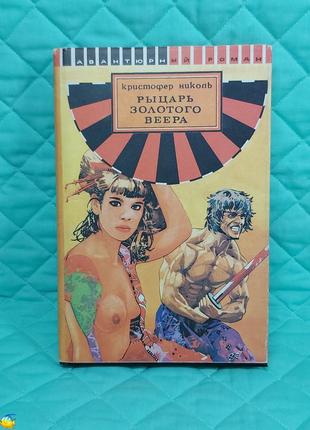 АВАНТЮРНЫЙ РОМАН
КРИСТОФЕР НИКОЛЬ
РЫЦАРЬ
ЗОЛОТОГО
ВЕЕРА